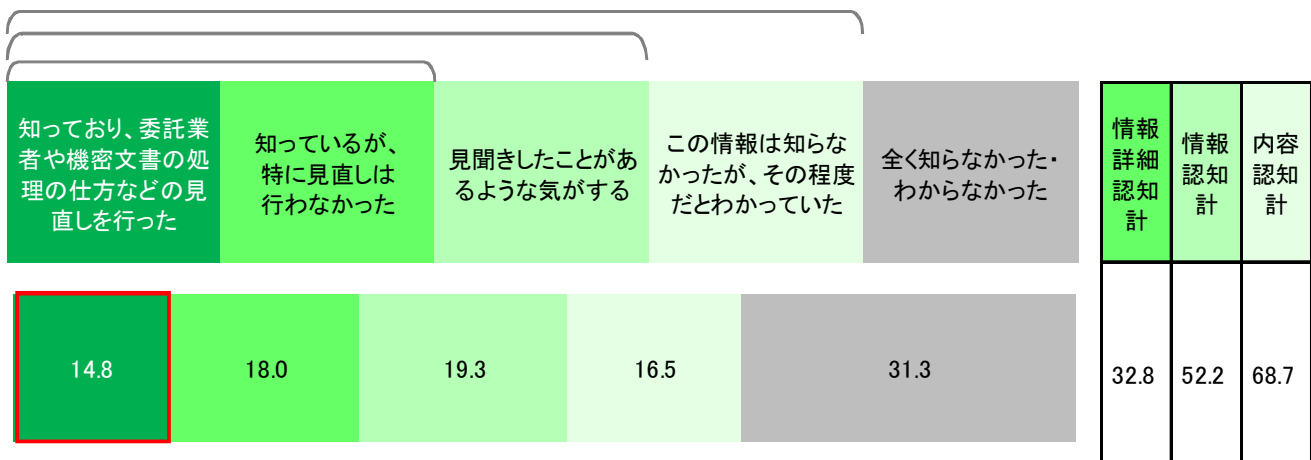 知っており、委託業
者や機密文書の処
理の仕方などの見
直しを行った
知っているが、
特に見直しは
行わなかった
見聞きしたことがあ
るような気がする
この情報は知らな
かったが、その程度
だとわかっていた
全く知らなかった・
わからなかった
情報
詳細
認知
計
情報
認知
計
内容
認知
計
14.8
18.0
19.3
16.5
31.3
32.8
52.2
68.7